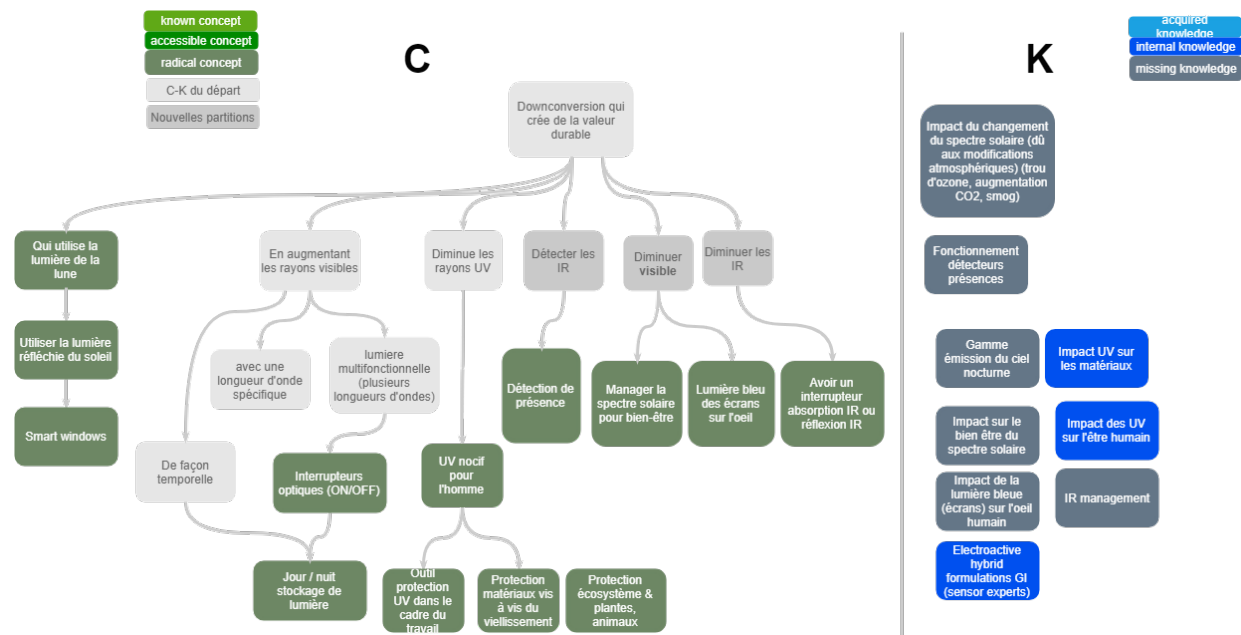 known concept
accessible concept
radical concept
C-K du départ
Nouvelles partitions
C
K
acquired
knowledge
internal knowledge
missing knowledge
Downconversion qui
crée de la valeur
durable
Qui utilise la
lumière de la
lune
En augmentant
les rayons visibles
Diminue les
rayons UV
Détecter les
IR
Diminuer
visible
Diminuer les
IR
Utiliser la lumière
réfléchie du soleil
avec une
longueur d'onde
spécifique
lumiere
multifonctionnelle
(plusieurs
longueurs d'ondes)
Détection de
présence
Manager la
spectre solaire
pour bien-être
Lumière bleu
des écrans
sur l'oeil
Avoir un
interrupteur
absorption IR ou
réflexion IR
Smart windows
De façon
temporelle
Interrupteurs
optiques (ON/OFF)
UV nocif
pour
l'homme
Jour / nuit
stockage de
lumière
Outil
protection
UV dans le
cadre du
travail
Protection
matériaux vis
à vis du
viellissement
Protection
écosystème &
plantes,
animaux
Impact du changement
du spectre solaire (dû
aux modifications
atmosphériques) (trou
d'ozone, augmentation
CO2, smog)
Fonctionnement
détecteurs
présences
Gamme
émission du ciel
nocturne
Impact UV sur
les matériaux
Impact sur le
bien être du
spectre solaire
Impact des UV
sur l'être humain
Impact de la
lumière bleue
(écrans) sur l'oeil
humain
IR management
Electroactive
hybrid
formulations GI
(sensor experts)